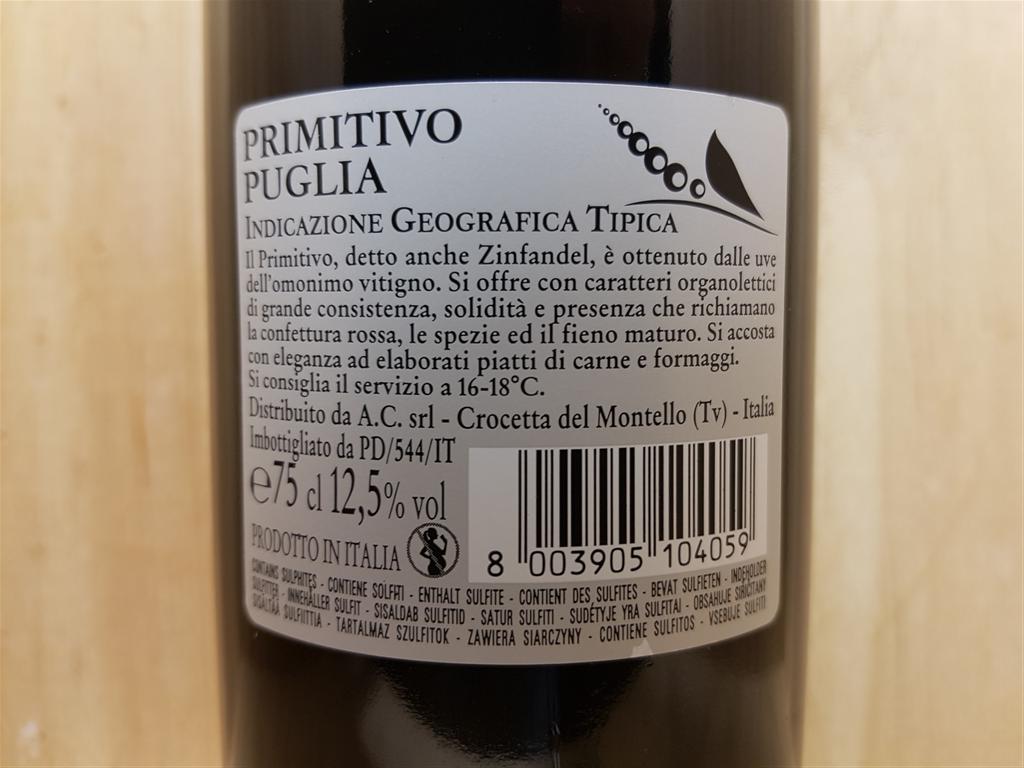 PRIMITIVO
PUGLIA
INDICAZIONE GEOGRAFICA TIPICA
Il Primitivo, detto anche Zinfandel, è ottenuto dalle uve
dell'omonimo vitigno. Si offre con caratteri organolettici
di grande consistenza, solidità e presenza che richiamano
la confettura rossa, le spezie ed il fieno maturo. Si accosta
con eleganza ad elaborati piatti di carne e formaggi.
Si consiglia il servizio a 16-18°C.
Distribuito da A.C. srl - Crocetta del Montello (Tv) - Italia
Imbottigliato da PD/544/IT
℮75 cl 12,5% vol
PRODOTTO IN ITALIA
8 003905 104059
CONTAINS SULPHITES - CONTIENE SOLFITI - ENTHALT SULFITE - CONTIENT DES SULFITES - BEVAT SULFIETEN - INDEHOLDER
SULFITTER - INNEHÅLLER SULFIT - SISALDAB SULFITID - SATUR SULFITI - SUDĖTYJE YRA SULFITAI - OBSAHUJE SIRIČITANY
SISÄLTÄÄ SULFIITTIA - TARTALMAZ SZULFITOK - ZAWIERA SIARCZYNY - CONTIENE SULFITOS - VSEBUJE SULFITI